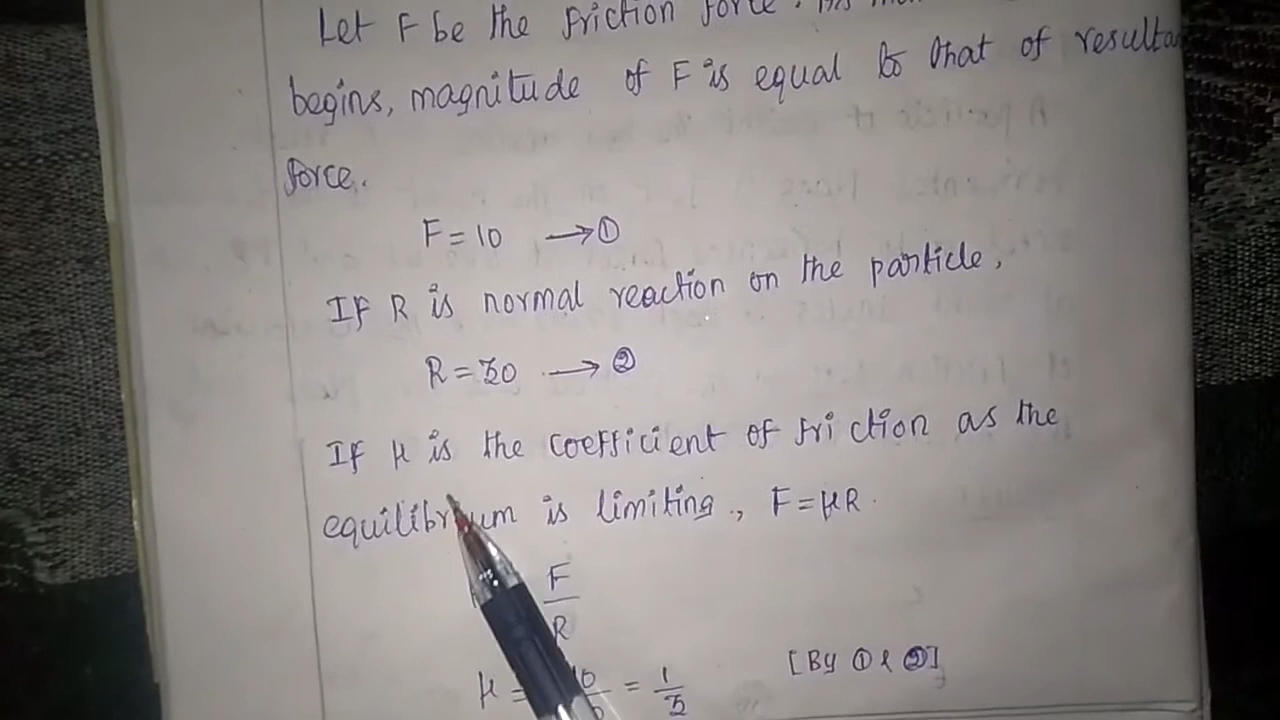 Let F be the friction force.
begins, magnitude of F is equal to that of
force.
F = 10 → ①
If R is normal reaction on the particle,
R = 30 → ②
If μ is the coefficient of friction as the
equilibrium is limiting, F = μR.
F
R
μ = = 1/3 [By ① & ②]